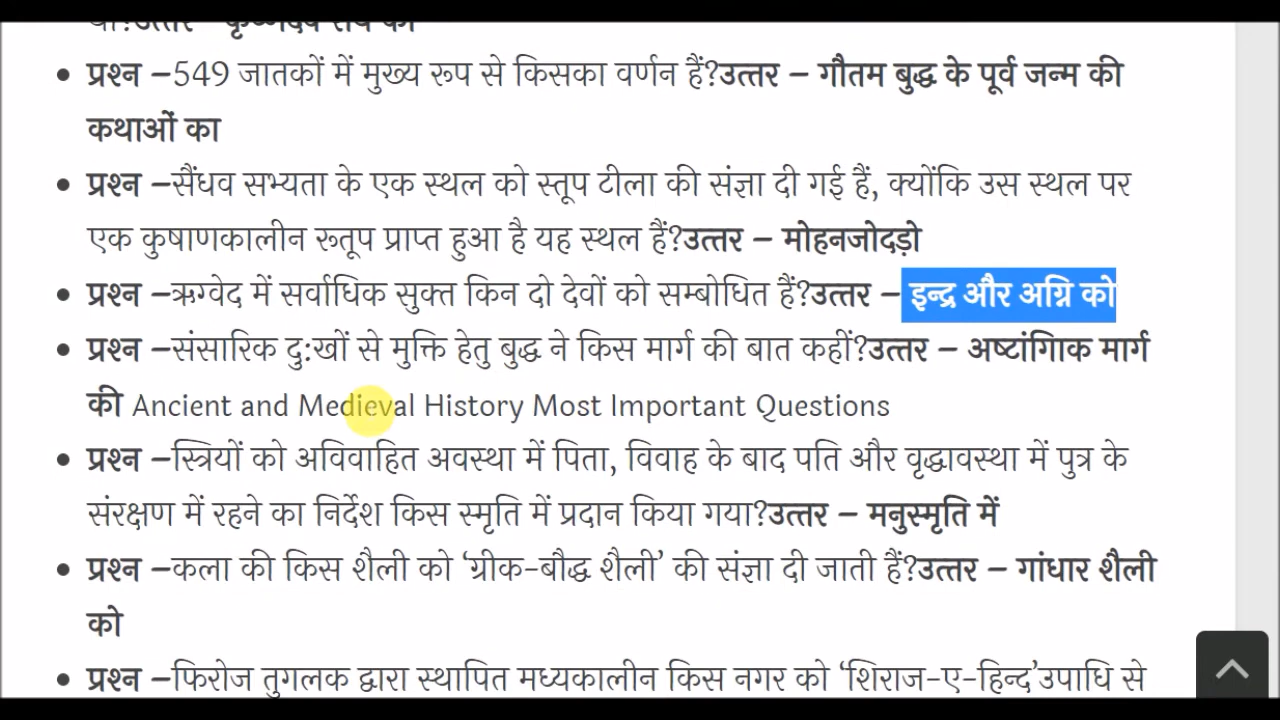 था?उत्तर – कृष्णदेव राय को
प्रश्न –549 जातकों में मुख्य रूप से किसका वर्णन हैं?उत्तर – गौतम बुद्ध के पूर्व जन्म की
कथाओं का
प्रश्न –सैंधव सभ्यता के एक स्थल को स्तूप टीला की संज्ञा दी गई हैं, क्योंकि उस स्थल पर
एक कुषाणकालीन रूतूप प्राप्त हुआ है यह स्थल हैं?उत्तर – मोहनजोदड़ो
प्रश्न –ऋग्वेद में सर्वाधिक सुक्त किन दो देवों को सम्बोधित हैं?उत्तर – इन्द्र और अग्नि को
प्रश्न –संसारिक दुःखों से मुक्ति हेतु बुद्ध ने किस मार्ग की बात कहीं?उत्तर – अष्टांगिाक मार्ग
की Ancient and Medieval History Most Important Questions
प्रश्न –स्त्रियों को अविवाहित अवस्था में पिता, विवाह के बाद पति और वृद्धावस्था में पुत्र के
संरक्षण में रहने का निर्देश किस स्मृति में प्रदान किया गया?उत्तर – मनुस्मृति में
प्रश्न –कला की किस शैली को ‘ग्रीक-बौद्ध शैली’ की संज्ञा दी जाती हैं?उत्तर – गांधार शैली
को
प्रश्न –फिरोज तुगलक द्वारा स्थापित मध्यकालीन किस नगर को ‘शिराज-ए-हिन्द’उपाधि से